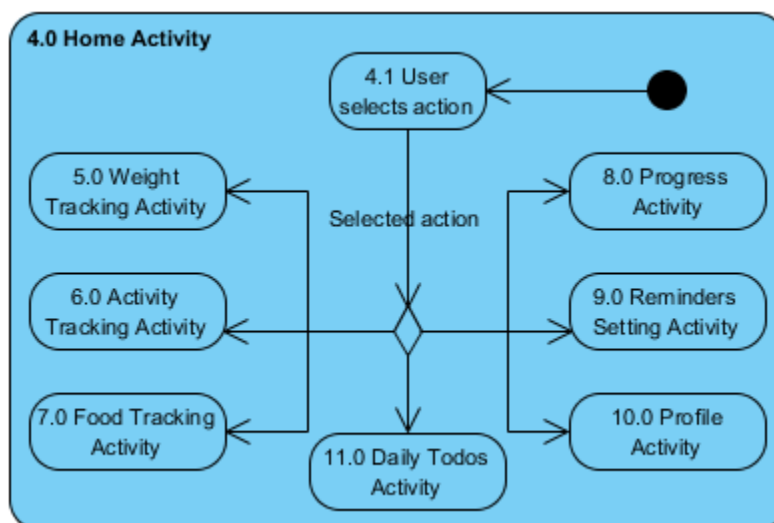 4.0 Home Activity
4.1 User
selects action
5.0 Weight
Tracking Activity
8.0 Progress
Activity
Selected action
6.0 Activity
Tracking Activity
9.0 Reminders
Setting Activity
7.0 Food Tracking
Activity
10.0 Profile
Activity
11.0 Daily Todos
Activity